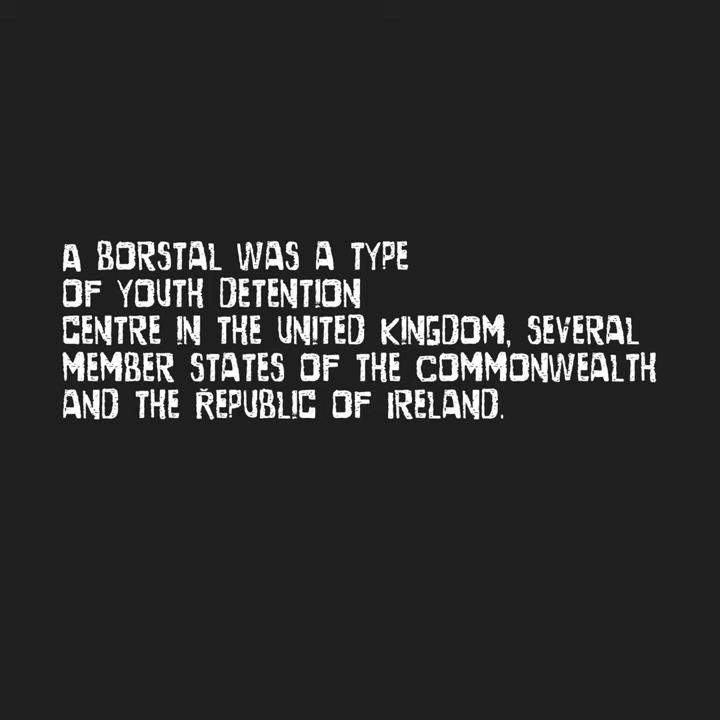 A BORSTAL WAS A TYPE
OF YOUTH DETENTION
CENTRE IN THE UNITED KINGDOM, SEVERAL
MEMBER STATES OF THE COMMONWEALTH
AND THE REPUBLIC OF IRELAND.